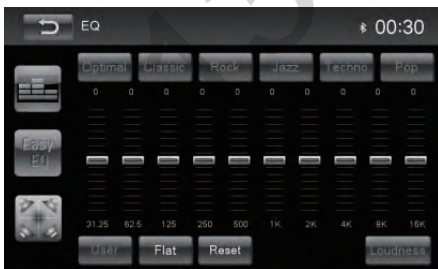 EQ 00:30
Optimal Classic Rock Jazz Techno Pop
0 0 0 0 0 0 0 0 0 0
Easy
EQ
31.25 62.5 125 250 500 1K 2K 4K 8K 16K
User Flat Reset Loudness